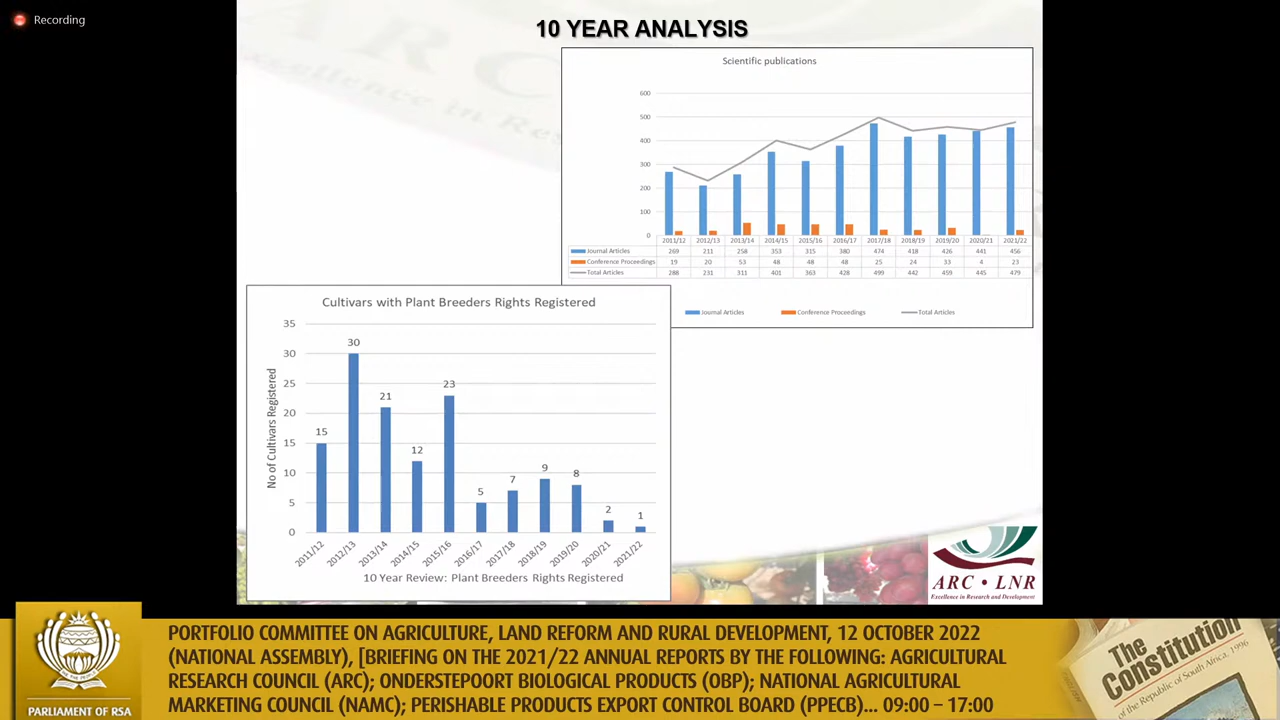 Recording
10 YEAR ANALYSIS
Scientific publications
600
500
400
300
200
100
0
2011/12 2012/13 2013/14 2014/15 2015/16 2016/17 2017/18 2018/19 2019/20 2020/21 2021/22
Journal Articles 269 211 258 353 315 380 474 418 426 441 456
Conference Proceedings 19 20 53 48 48 48 25 24 33 4 23
Total Articles 288 231 311 401 363 428 499 442 459 445 479
Journal Articles Conference Proceedings Total Articles
Cultivars with Plant Breeders Rights Registered
No of Cultivars Registered
35
30
25
20
15
10
5
0
15 30 21 12 23 5 7 9 8 2 1
2011/12 2012/13 2013/14 2014/15 2015/16 2016/17 2017/18 2018/19 2019/20 2020/21 2021/22
10 Year Review: Plant Breeders Rights Registered
ARC • LNR
Excellence in Research and Development
PORTFOLIO COMMITTEE ON AGRICULTURE, LAND REFORM AND RURAL DEVELOPMENT, 12 OCTOBER 2022
(NATIONAL ASSEMBLY), [BRIEFING ON THE 2021/22 ANNUAL REPORTS BY THE FOLLOWING: AGRICULTURAL
RESEARCH COUNCIL (ARC); ONDERSTEPOORT BIOLOGICAL PRODUCTS (OBP); NATIONAL AGRICULTURAL
MARKETING COUNCIL (NAMC); PERISHABLE PRODUCTS EXPORT CONTROL BOARD (PPECB)... 09:00 – 17:00
PARLIAMENT OF RSA
The
Constitution
of the Republic of South Africa, 1996